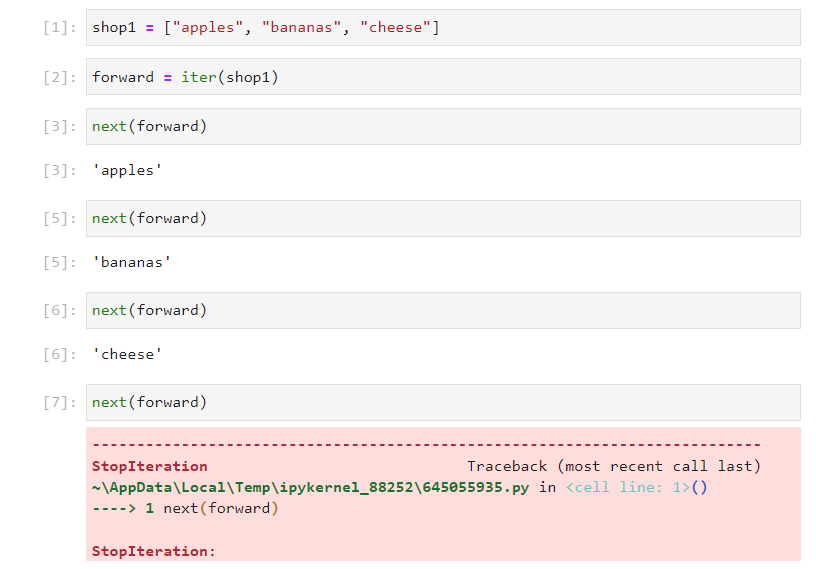 [1]: shop1 = ["apples", "bananas", "cheese"]
[2]: forward = iter(shop1)
[3]: next(forward)
[3]: 'apples'
[5]: next(forward)
[5]: 'bananas'
[6]: next(forward)
[6]: 'cheese'
[7]: next(forward)
---------------------------------------------------------------------------
StopIteration                             Traceback (most recent call last)
~\AppData\Local\Temp\ipykernel_88252\645055935.py in <cell line: 1>()
----> 1 next(forward)
StopIteration: